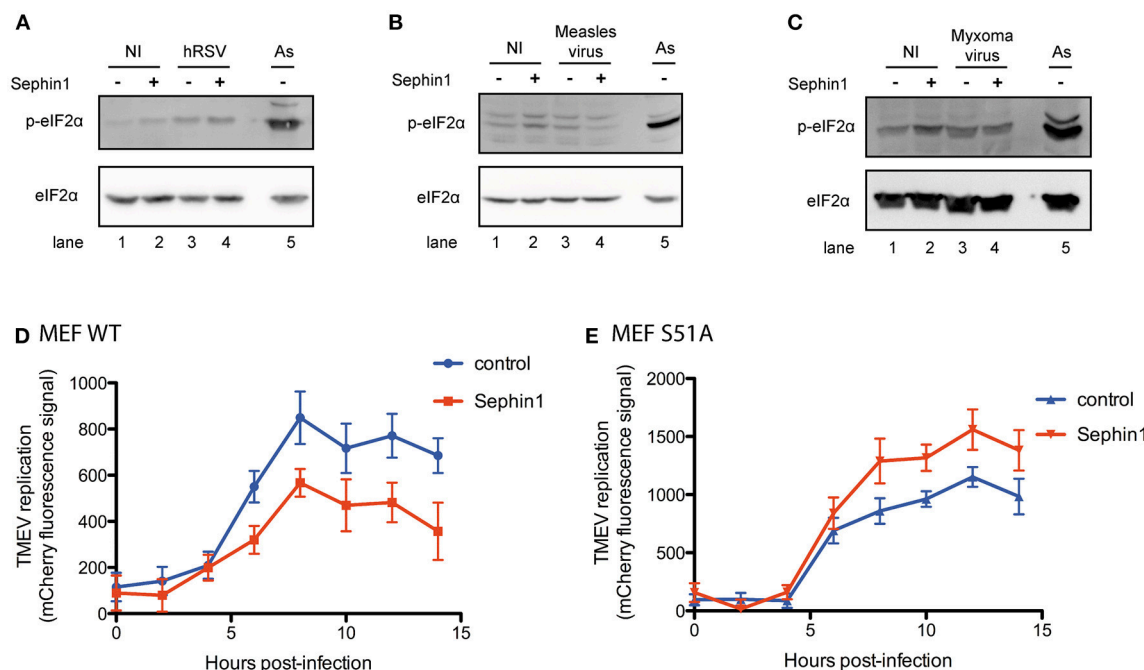 A
NI hRSV As
Sephin1 - + - + -
p-eIF2α
eIF2α
lane 1 2 3 4 5
B
NI Measles virus As
Sephin1 - + - + -
p-eIF2α
eIF2α
lane 1 2 3 4 5
C
NI Myxoma virus As
Sephin1 - + - + -
p-eIF2α
eIF2α
lane 1 2 3 4 5
D MEF WT
control
Sephin1
TMEV replication
(mCherry fluorescence signal)
1000
800
600
400
200
0
0 5 10 15
Hours post-infection
E MEF S51A
control
Sephin1
TMEV replication
(mCherry fluorescence signal)
2000
1500
1000
500
0
0 5 10 15
Hours post-infection